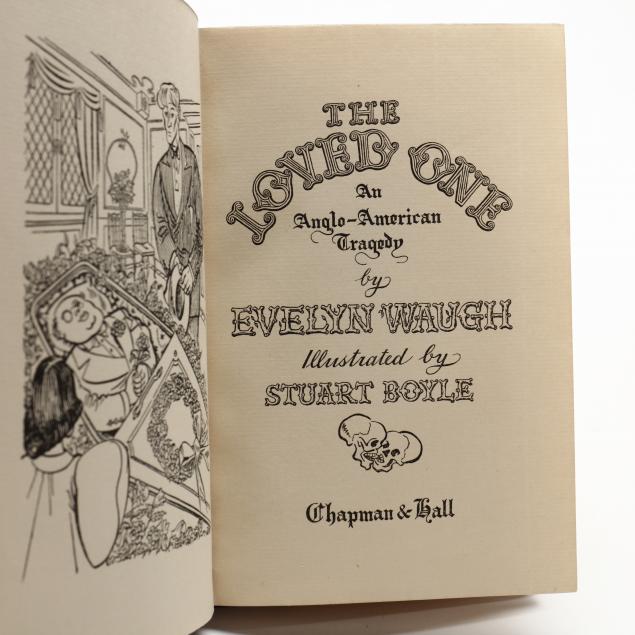 THE
LOVED ONE
An
Anglo-American
Tragedy
by
EVELYN WAUGH
Illustrated by
STUART BOYLE
Chapman & Hall